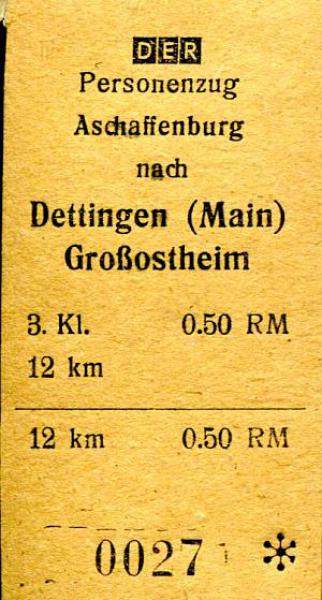 DER
Personenzug
Aschaffenburg
nach
Dettingen (Main)
Großostheim
3. Kl. 0.50 RM
12 km
12 km 0.50 RM
0027 *